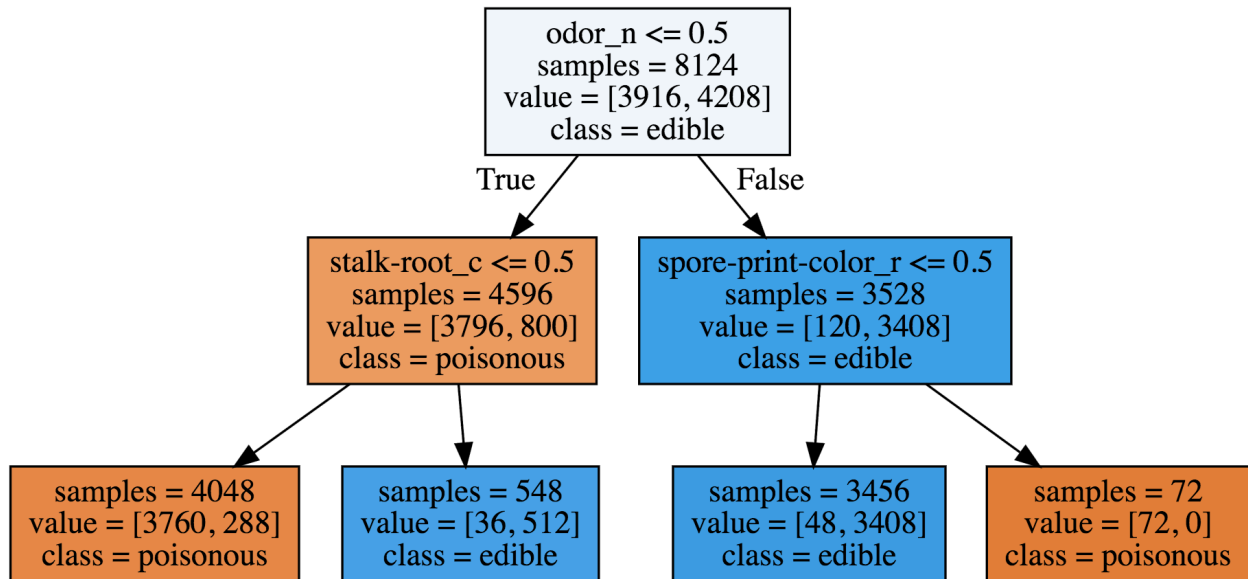 odor_n <= 0.5
samples = 8124
value = [3916, 4208]
class = edible
True
False
stalk-root_c <= 0.5
samples = 4596
value = [3796, 800]
class = poisonous
spore-print-color_r <= 0.5
samples = 3528
value = [120, 3408]
class = edible
samples = 4048
value = [3760, 288]
class = poisonous
samples = 548
value = [36, 512]
class = edible
samples = 3456
value = [48, 3408]
class = edible
samples = 72
value = [72, 0]
class = poisonous